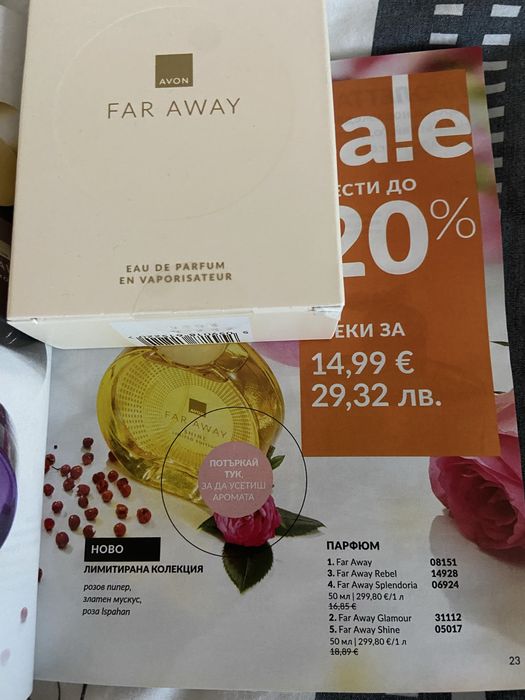 AVON
FAR AWAY
EAU DE PARFUM
EN VAPORISATEUR
ale
ЕСТИ ДО
20%
ЕКИ ЗА
14,99 €
29,32 лв.
AVON
FAR AWAY
SHINE
ПОТЪРКАЙ
ТУК,
ЗА ДА УСЕТИШ
АРОМАТА
НОВО
ЛИМИТИРАНА КОЛЕКЦИЯ
розов пипер,
златен мускус,
роза Ispahan
ПАРФЮМ
1. Far Away 08151
3. Far Away Rebel 14928
4. Far Away Splendoria 06924
50 мл | 299,80 €/1 л
16,85 €
2. Far Away Glamour 31112
5. Far Away Shine 05017
50 мл | 299,80 €/1 л
18,89 €
23